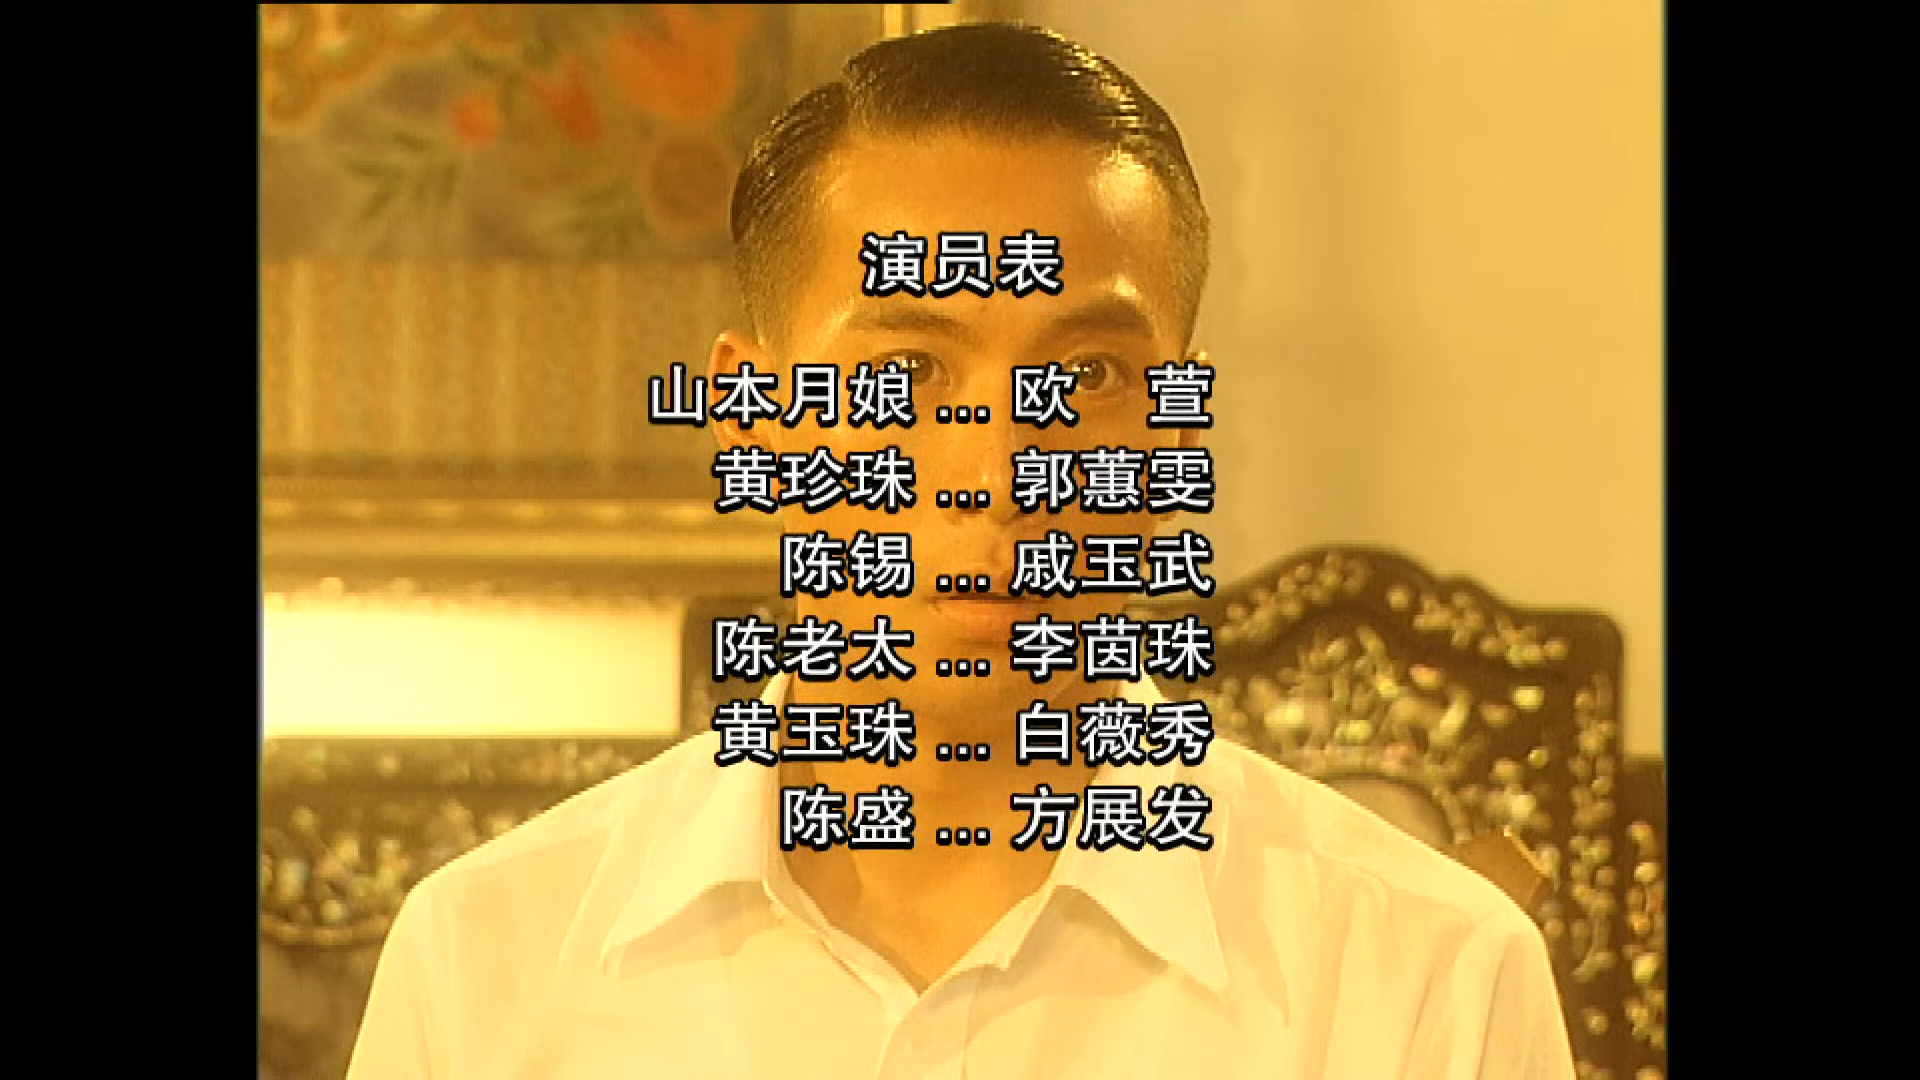 演员表
山本月娘 ... 欧　萱
黄珍珠 ... 郭蕙雯
陈锡 ... 戚玉武
陈老太 ... 李茵珠
黄玉珠 ... 白薇秀
陈盛 ... 方展发